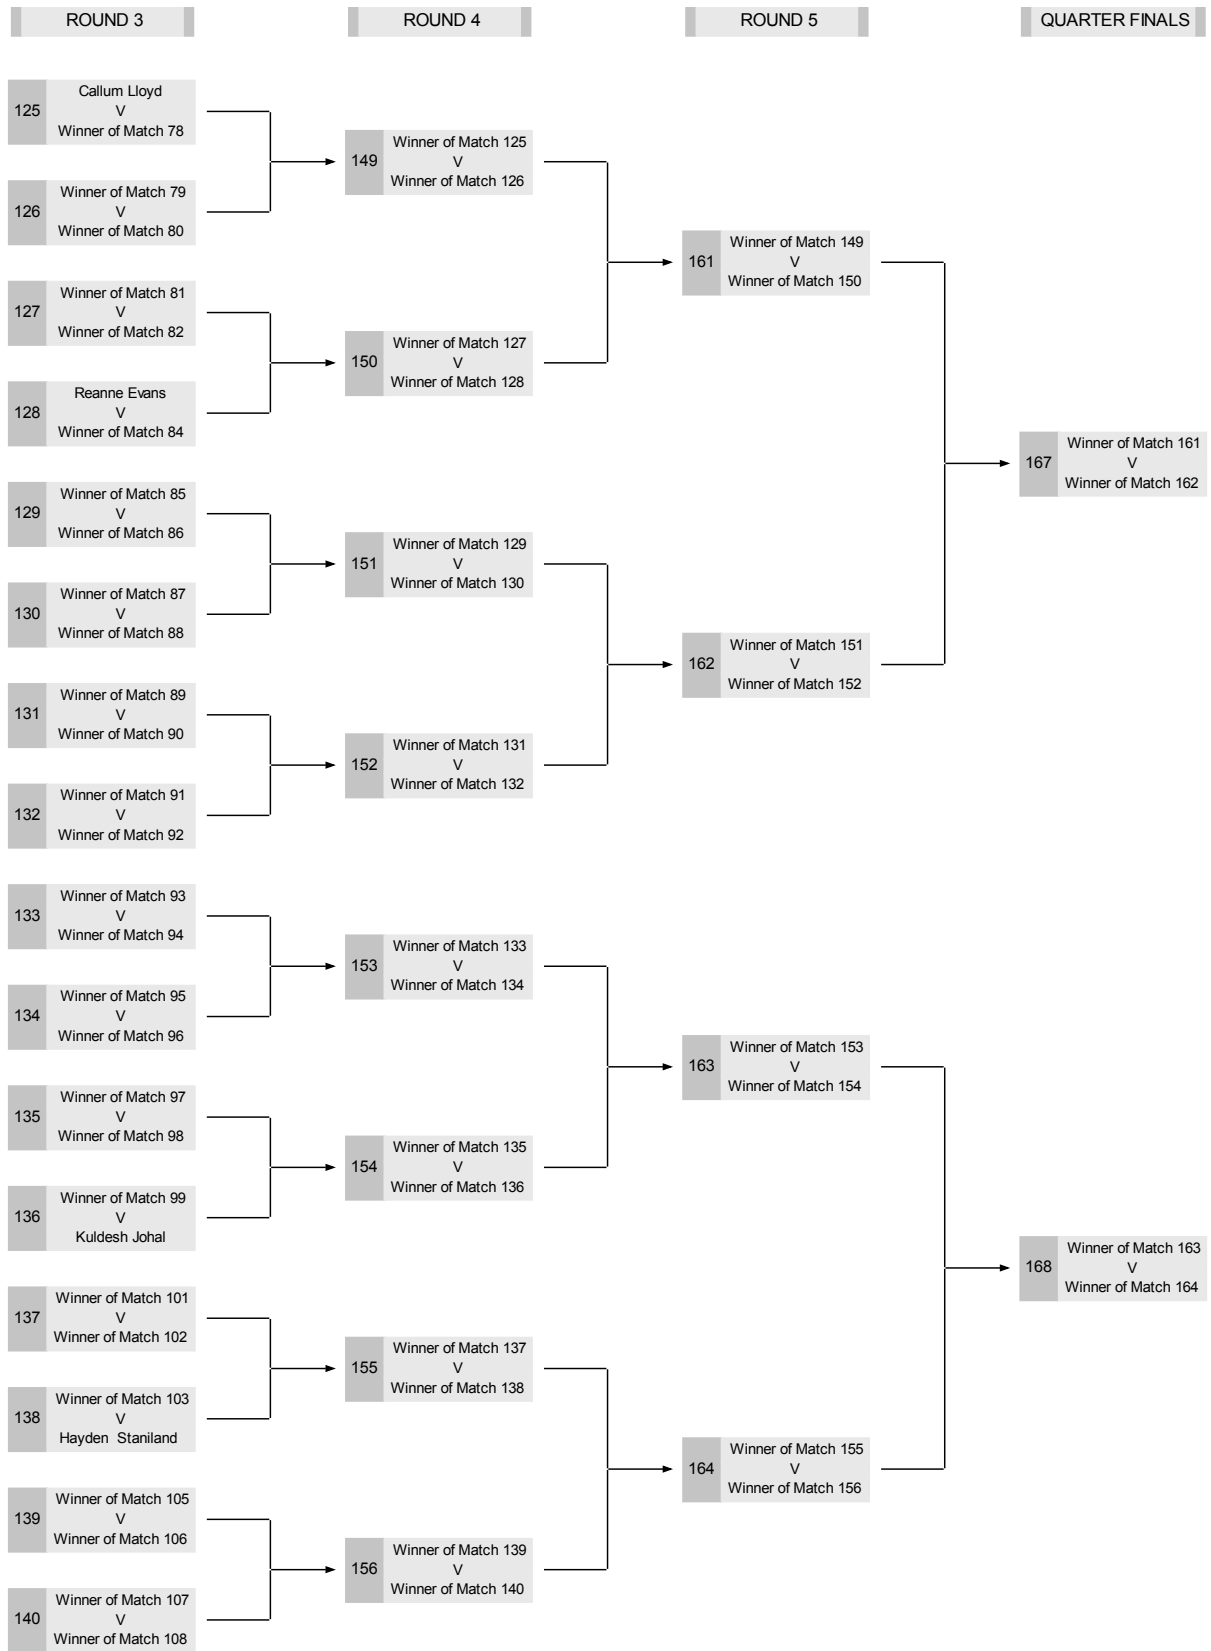 ROUND 3
ROUND 4
ROUND 5
QUARTER FINALS
125
Callum Lloyd
V
Winner of Match 78
126
Winner of Match 79
V
Winner of Match 80
127
Winner of Match 81
V
Winner of Match 82
128
Reanne Evans
V
Winner of Match 84
129
Winner of Match 85
V
Winner of Match 86
130
Winner of Match 87
V
Winner of Match 88
131
Winner of Match 89
V
Winner of Match 90
132
Winner of Match 91
V
Winner of Match 92
133
Winner of Match 93
V
Winner of Match 94
134
Winner of Match 95
V
Winner of Match 96
135
Winner of Match 97
V
Winner of Match 98
136
Winner of Match 99
V
Kuldesh Johal
137
Winner of Match 101
V
Winner of Match 102
138
Winner of Match 103
V
Hayden  Staniland
139
Winner of Match 105
V
Winner of Match 106
140
Winner of Match 107
V
Winner of Match 108
149
Winner of Match 125
V
Winner of Match 126
150
Winner of Match 127
V
Winner of Match 128
151
Winner of Match 129
V
Winner of Match 130
152
Winner of Match 131
V
Winner of Match 132
153
Winner of Match 133
V
Winner of Match 134
154
Winner of Match 135
V
Winner of Match 136
155
Winner of Match 137
V
Winner of Match 138
156
Winner of Match 139
V
Winner of Match 140
161
Winner of Match 149
V
Winner of Match 150
162
Winner of Match 151
V
Winner of Match 152
163
Winner of Match 153
V
Winner of Match 154
164
Winner of Match 155
V
Winner of Match 156
167
Winner of Match 161
V
Winner of Match 162
168
Winner of Match 163
V
Winner of Match 164